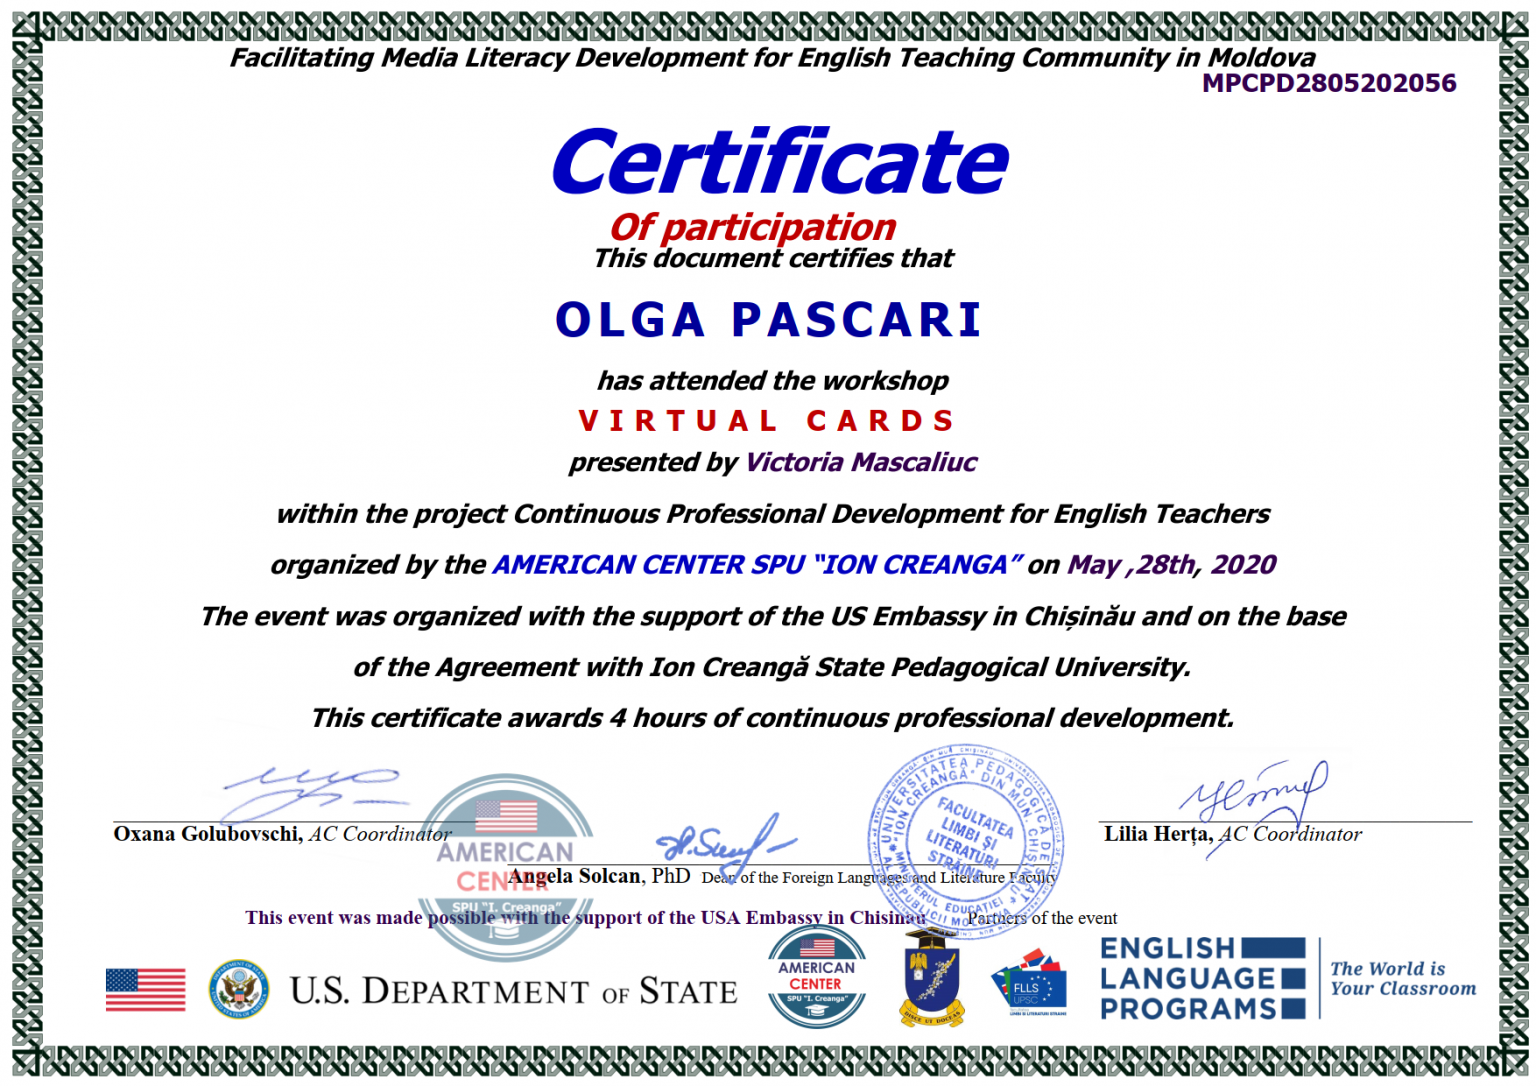 Facilitating Media Literacy Development for English Teaching Community in Moldova
MPCPD2805202056
Certificate
Of participation
This document certifies that
OLGA PASCARI
has attended the workshop
VIRTUAL CARDS
presented by Victoria Mascaliuc
within the project Continuous Professional Development for English Teachers
organized by the AMERICAN CENTER SPU “ION CREANGA” on May ,28th, 2020
The event was organized with the support of the US Embassy in Chișinău and on the base
of the Agreement with Ion Creangă State Pedagogical University.
This certificate awards 4 hours of continuous professional development.
Oxana Golubovschi, AC Coordinator
AMERICAN
CENTER
SPU “I. Creanga”
Angela Solcan, PhD Dean of the Foreign Languages and Literature Faculty
UNIVERSITATEA PEDAGOGICĂ DE STAT
"ION CREANGĂ" DIN MUN. CHIȘINĂU
MINISTERUL EDUCAȚIEI
AL REPUBLICII MOLDOVA
FACULTATEA
LIMBI ȘI
LITERATURI
STRĂINE
Lilia Herța, AC Coordinator
This event was made possible with the support of the USA Embassy in Chisinau
Partners of the event
U.S. DEPARTMENT OF STATE
AMERICAN
CENTER
SPU "I. Creanga"
DISCE UT DOCEAS
FLLS
UPSC
ENGLISH
LANGUAGE
PROGRAMS
The World is
Your Classroom